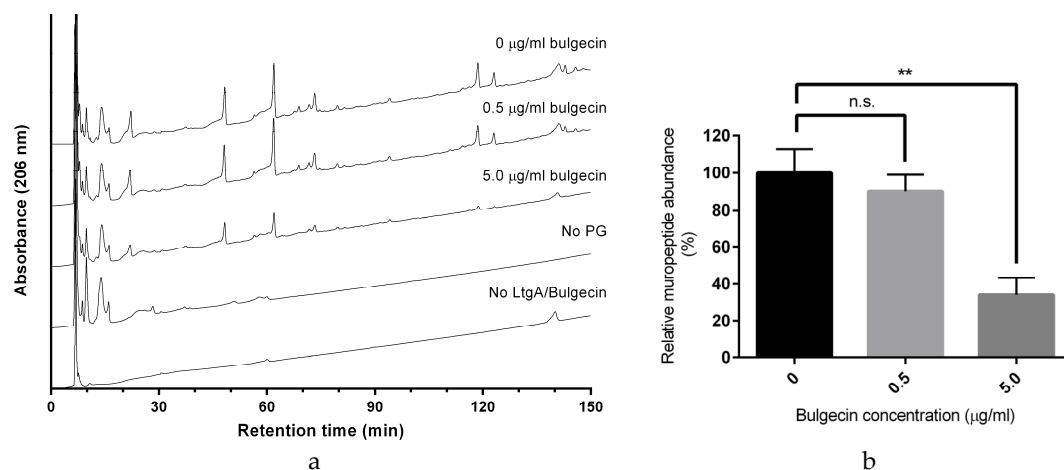 Absorbance (206 nm)
0 μg/ml bulgecin
0.5 μg/ml bulgecin
5.0 μg/ml bulgecin
No PG
No LtgA/Bulgecin
0 30 60 90 120 150
Retention time (min)
a
Relative muropeptide abundance
(%)
**
n.s.
120
100
80
60
40
20
0
0 0.5 5.0
Bulgecin concentration (μg/ml)
b